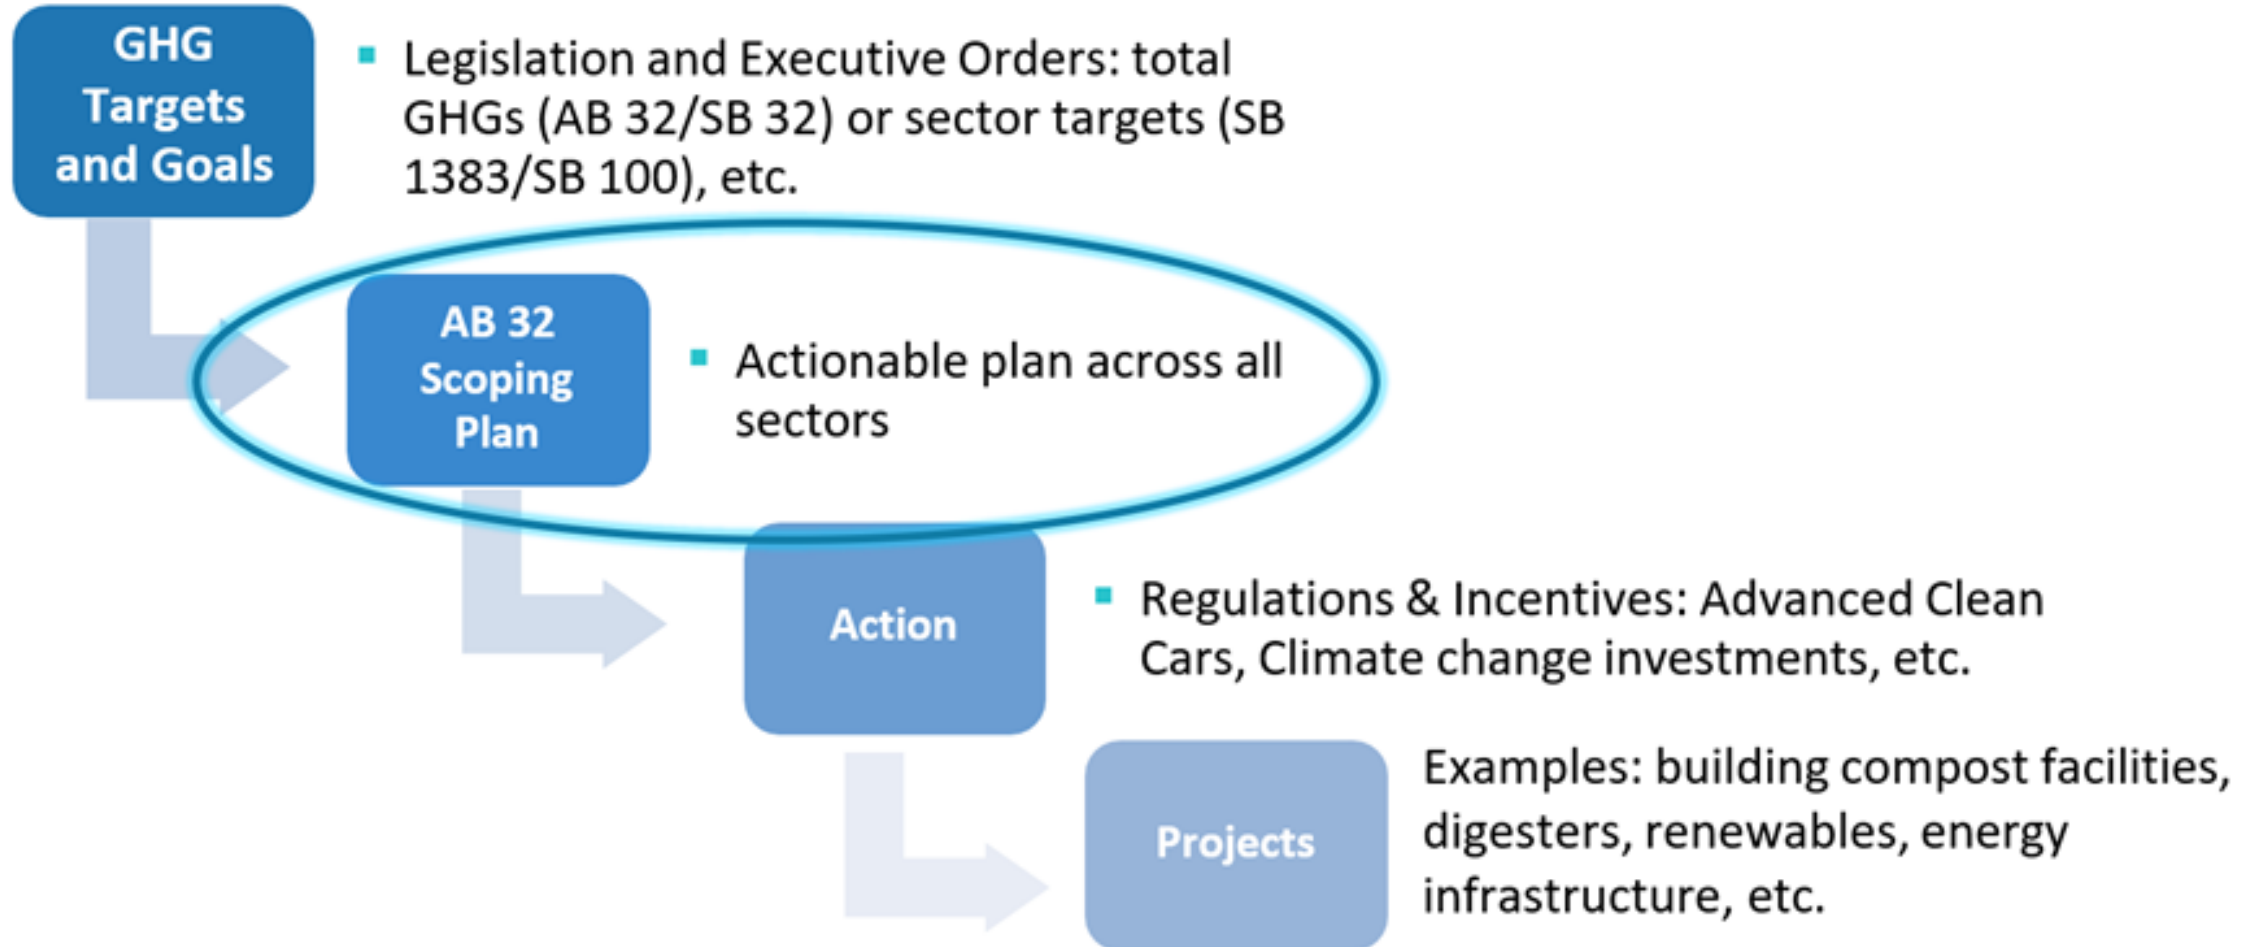 GHG
Targets
and Goals
▪ Legislation and Executive Orders: total
GHGs (AB 32/SB 32) or sector targets (SB
1383/SB 100), etc.
AB 32
Scoping
Plan
▪ Actionable plan across all
sectors
Action
▪ Regulations & Incentives: Advanced Clean
Cars, Climate change investments, etc.
Projects
Examples: building compost facilities,
digesters, renewables, energy
infrastructure, etc.